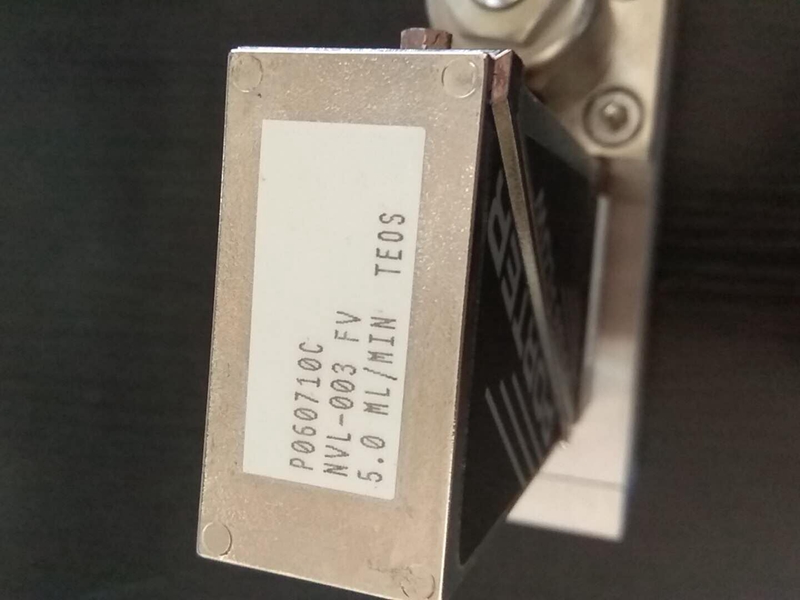 P060710C
NVL-003 FV
5.0 ML/MIN TEOS